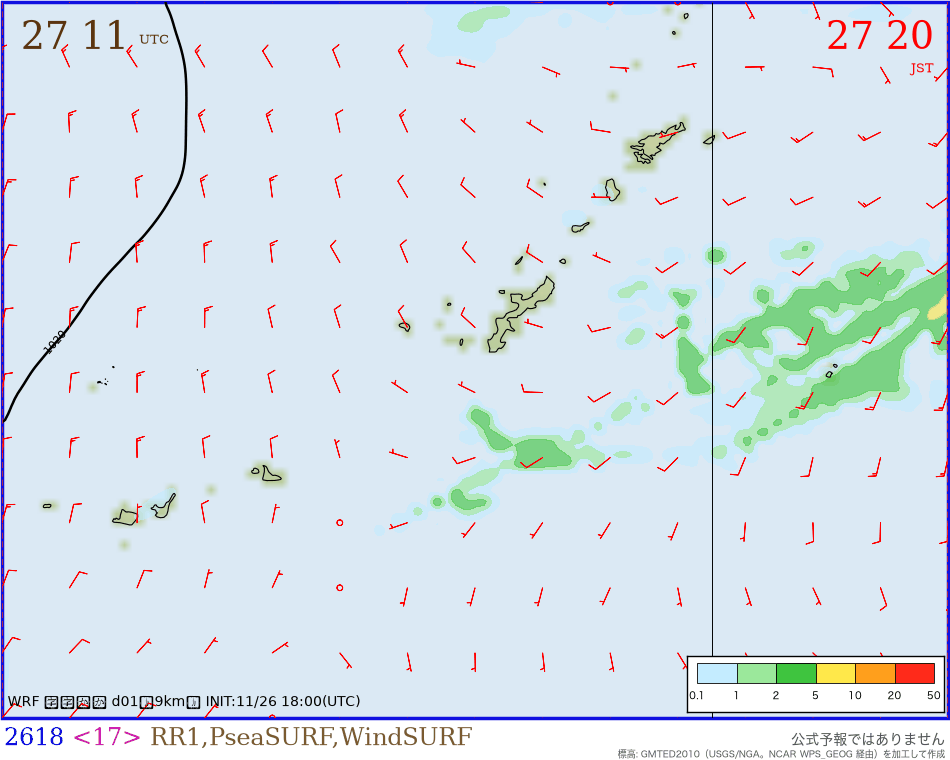 27 11 UTC
27 20
JST
1020
WRF d01 9km INIT:11/26 18:00(UTC)
0.1 1 2 5 10 20 50
2618 <17> RR1,PseaSURF,WindSURF
公式予報ではありません
標高: GMTED2010（USGS/NGA。NCAR WPS_GEOG 経由）を加工して作成